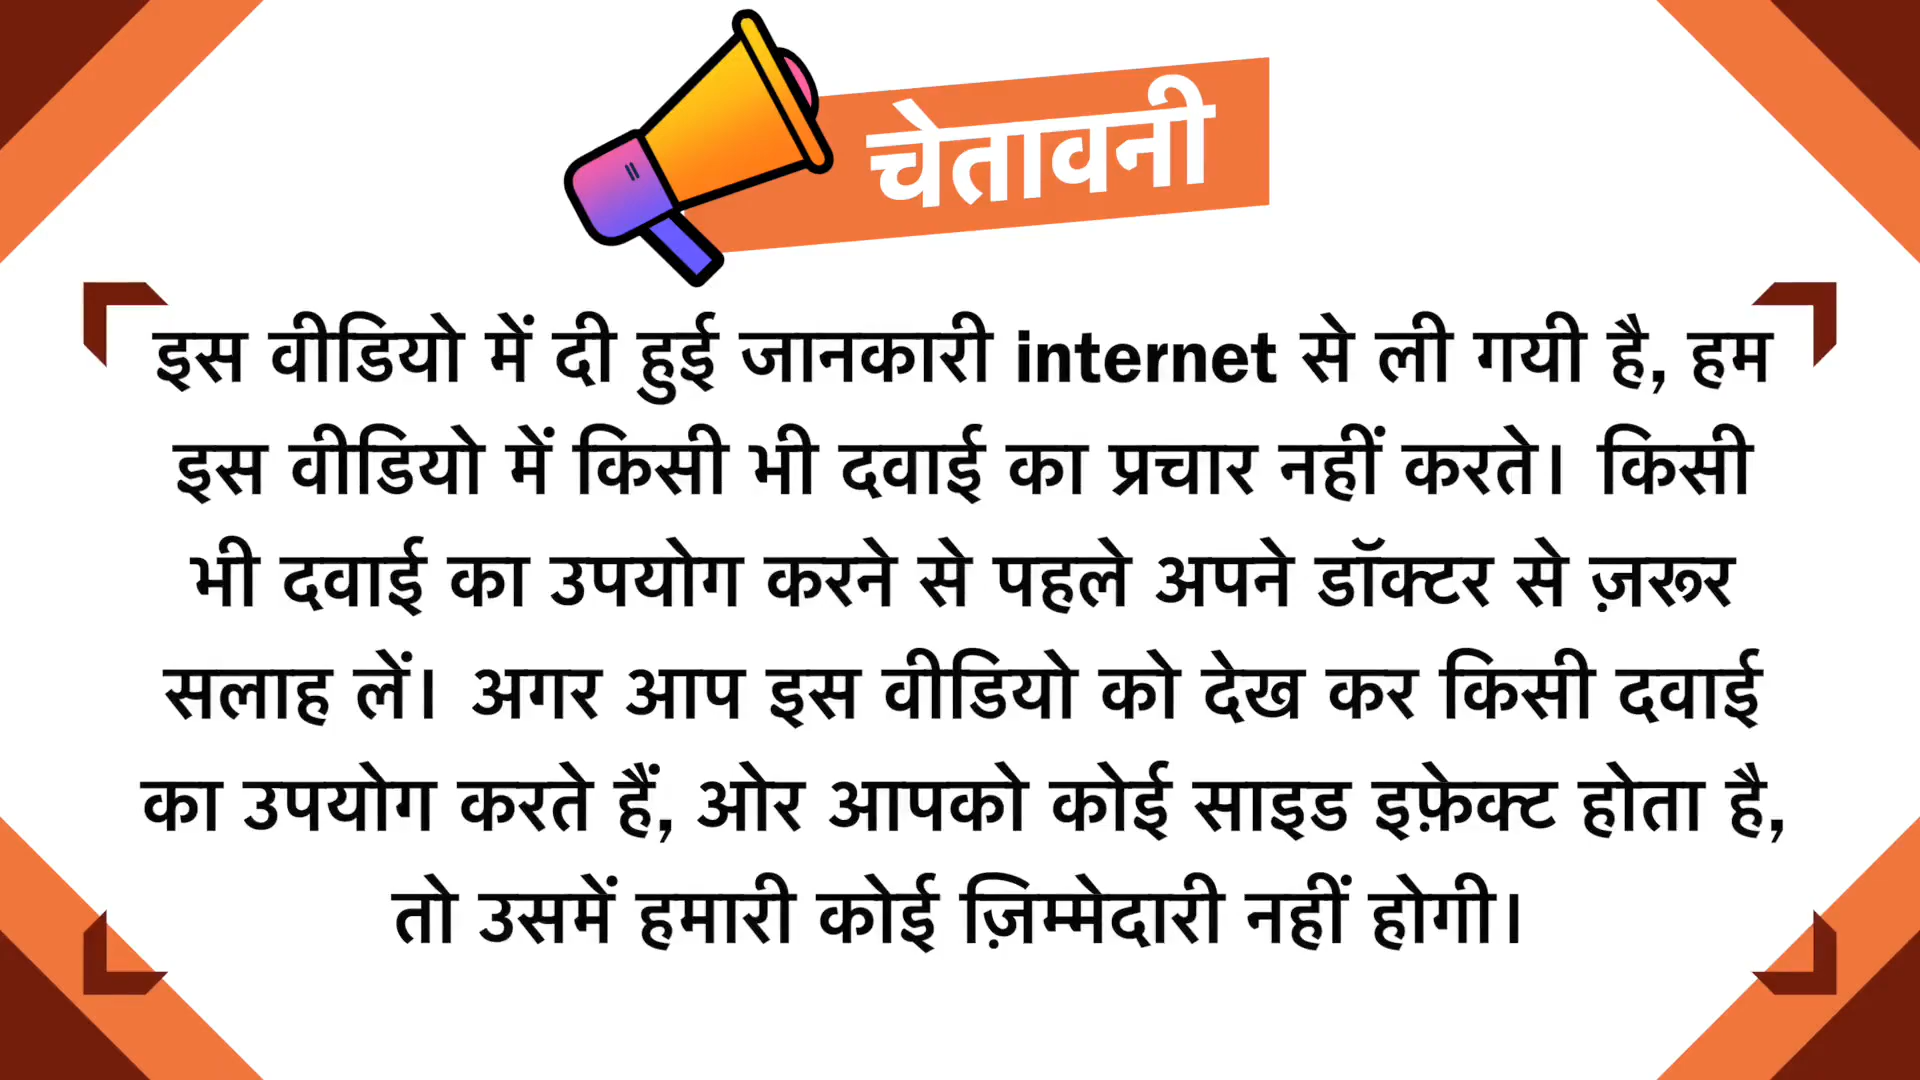 चेतावनी
इस वीडियो में दी हुई जानकारी internet से ली गयी है, हम
इस वीडियो में किसी भी दवाई का प्रचार नहीं करते। किसी
भी दवाई का उपयोग करने से पहले अपने डॉक्टर से ज़रूर
सलाह लें। अगर आप इस वीडियो को देख कर किसी दवाई
का उपयोग करते हैं, ओर आपको कोई साइड इफ़ेक्ट होता है,
तो उसमें हमारी कोई ज़िम्मेदारी नहीं होगी।